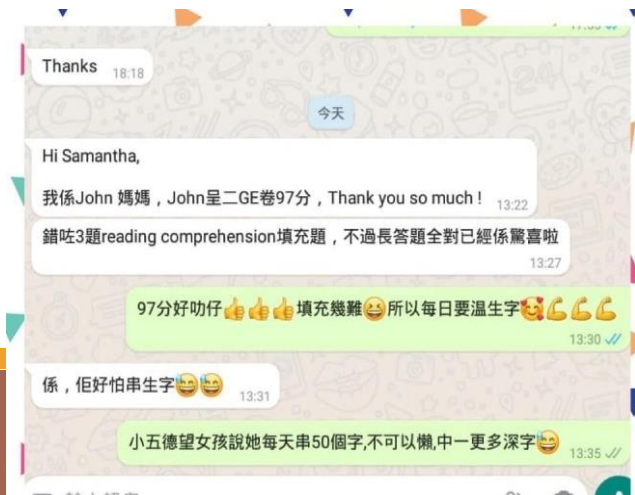 Thanks 18:18
今天
Hi Samantha,
我係John 媽媽，John呈二GE卷97分，Thank you so much ! 13:22
錯咗3題reading comprehension填充題，不過長答題全對已經係驚喜啦
13:27
97分好叻仔👍👍👍填充幾難😆所以每日要温生字🥰💪💪💪
13:30
係，佢好怕串生字😅😅 13:31
小五德望女孩說她每天串50個字,不可以懶,中一更多深字😅 13:35